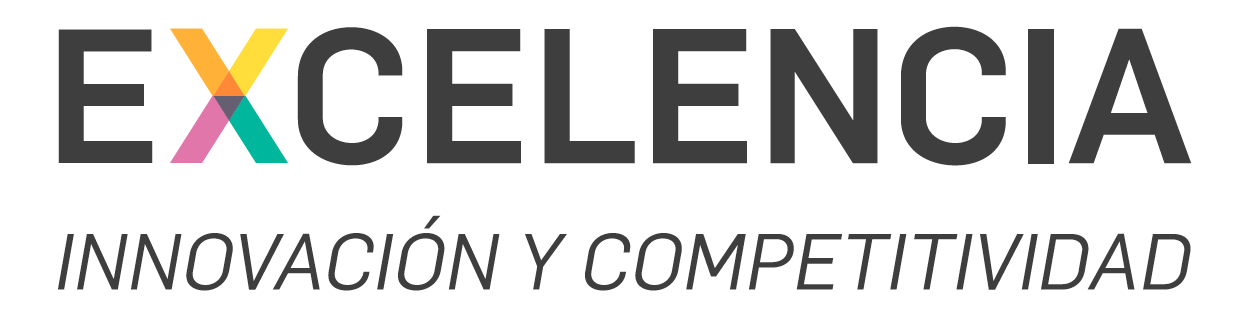 EXCELENCIA
INNOVACIÓN Y COMPETITIVIDAD